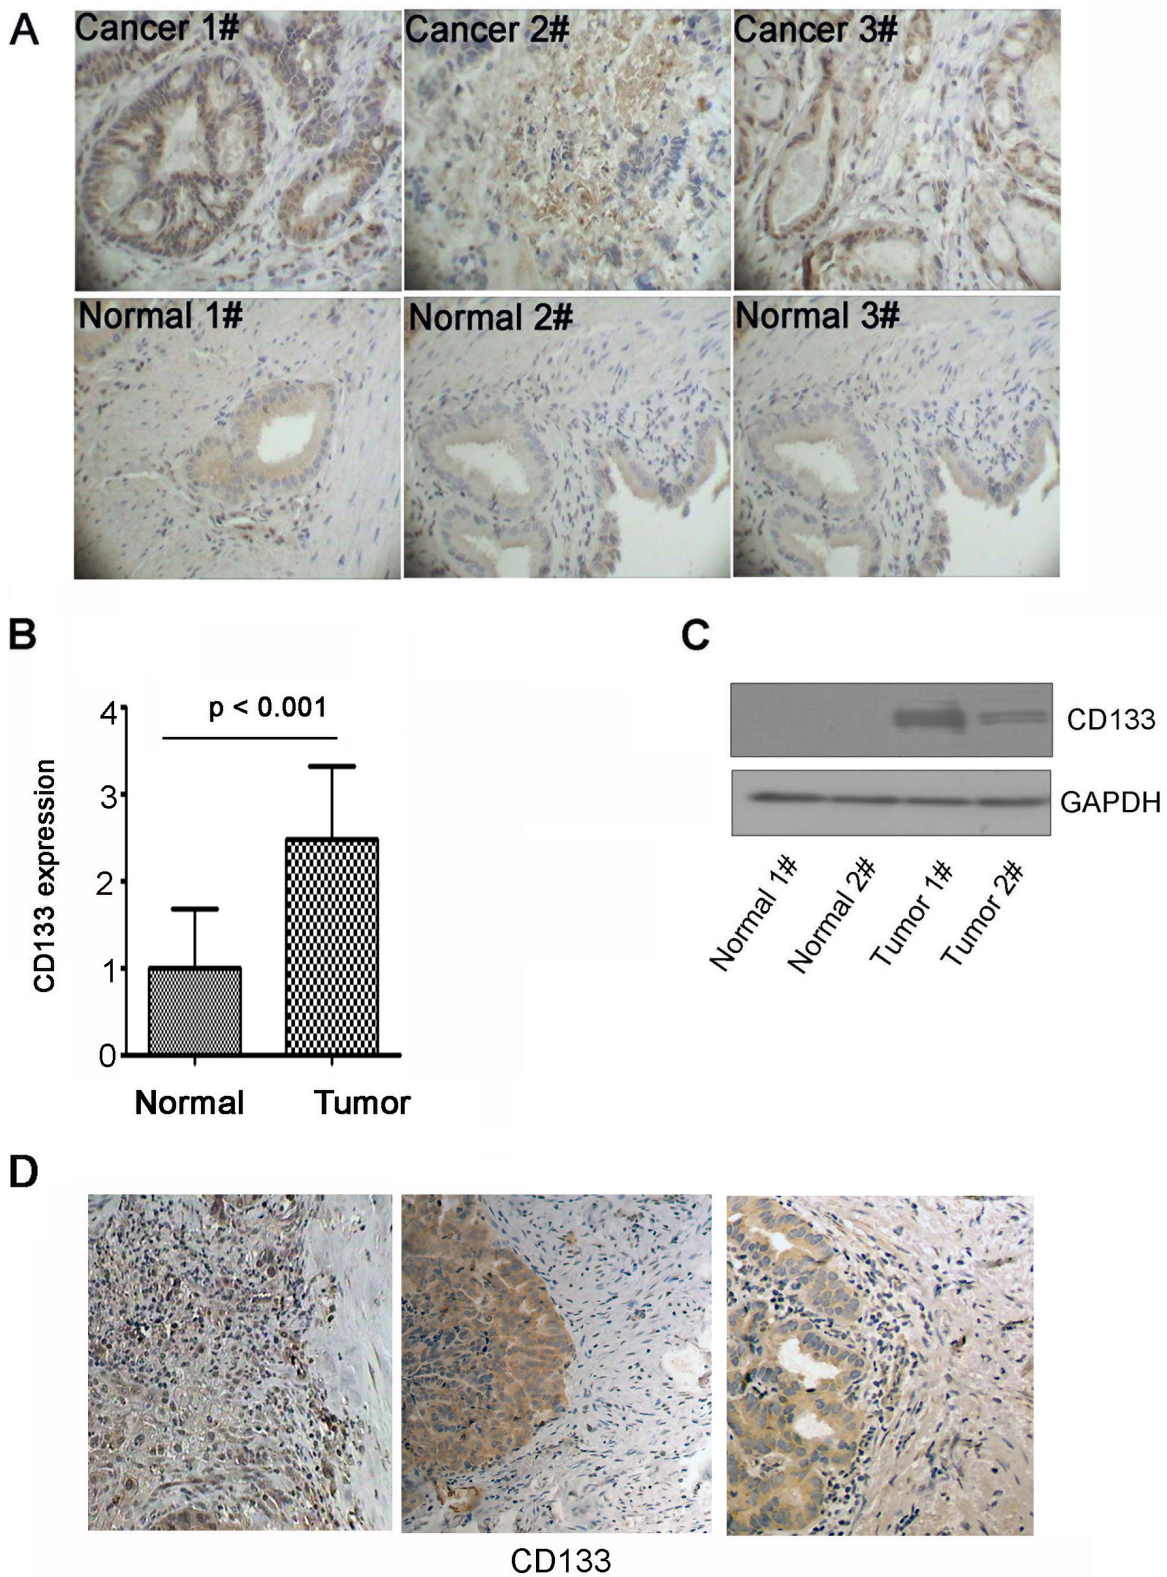 A
Cancer 1#
Cancer 2#
Cancer 3#
Normal 1#
Normal 2#
Normal 3#
B
p < 0.001
CD133 expression
4
3
2
1
0
Normal
Tumor
C
CD133
GAPDH
Normal 1#
Normal 2#
Tumor 1#
Tumor 2#
D
CD133